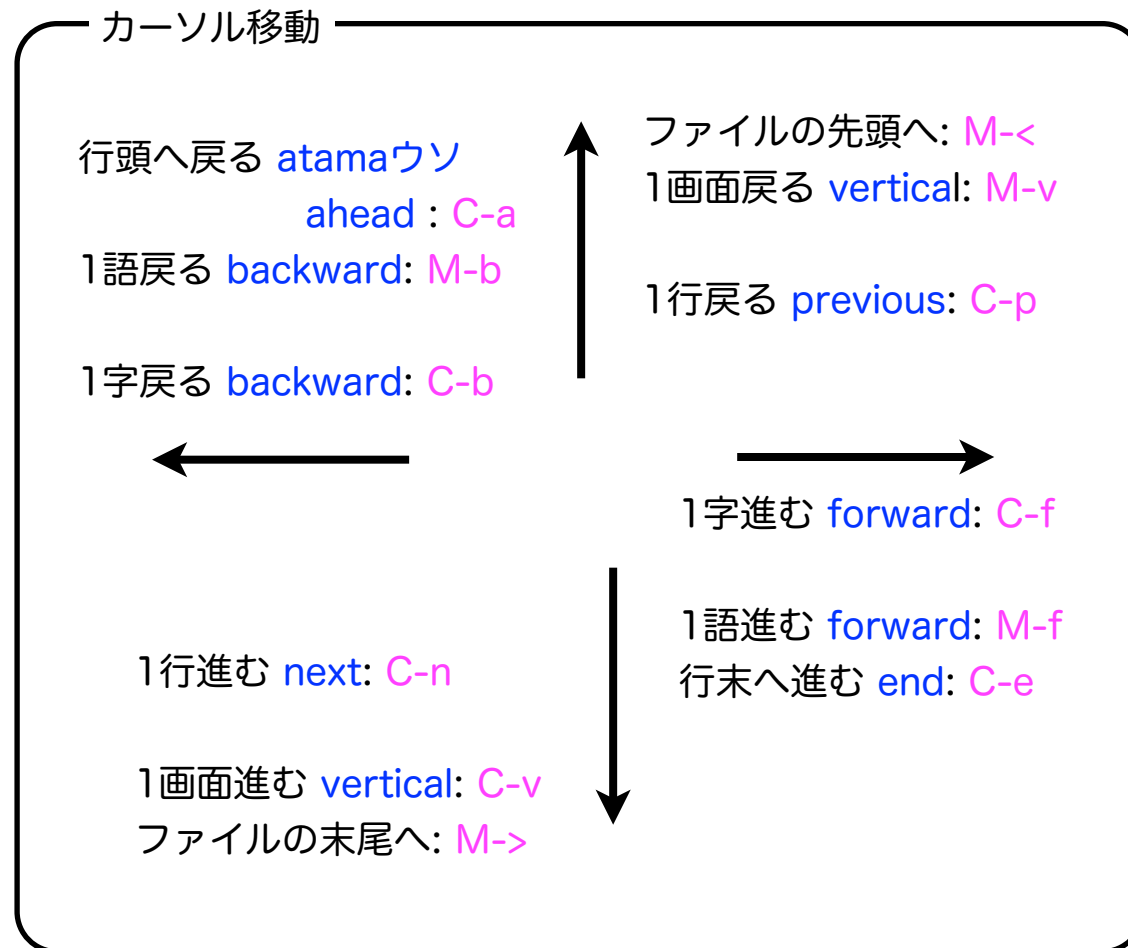 カーソル移動
行頭へ戻る atamaウソ
ahead : C-a
1語戻る backward: M-b
1字戻る backward: C-b
ファイルの先頭へ: M-<
1画面戻る vertical: M-v
1行戻る previous: C-p
1字進む forward: C-f
1語進む forward: M-f
行末へ進む end: C-e
1行進む next: C-n
1画面進む vertical: C-v
ファイルの末尾へ: M->